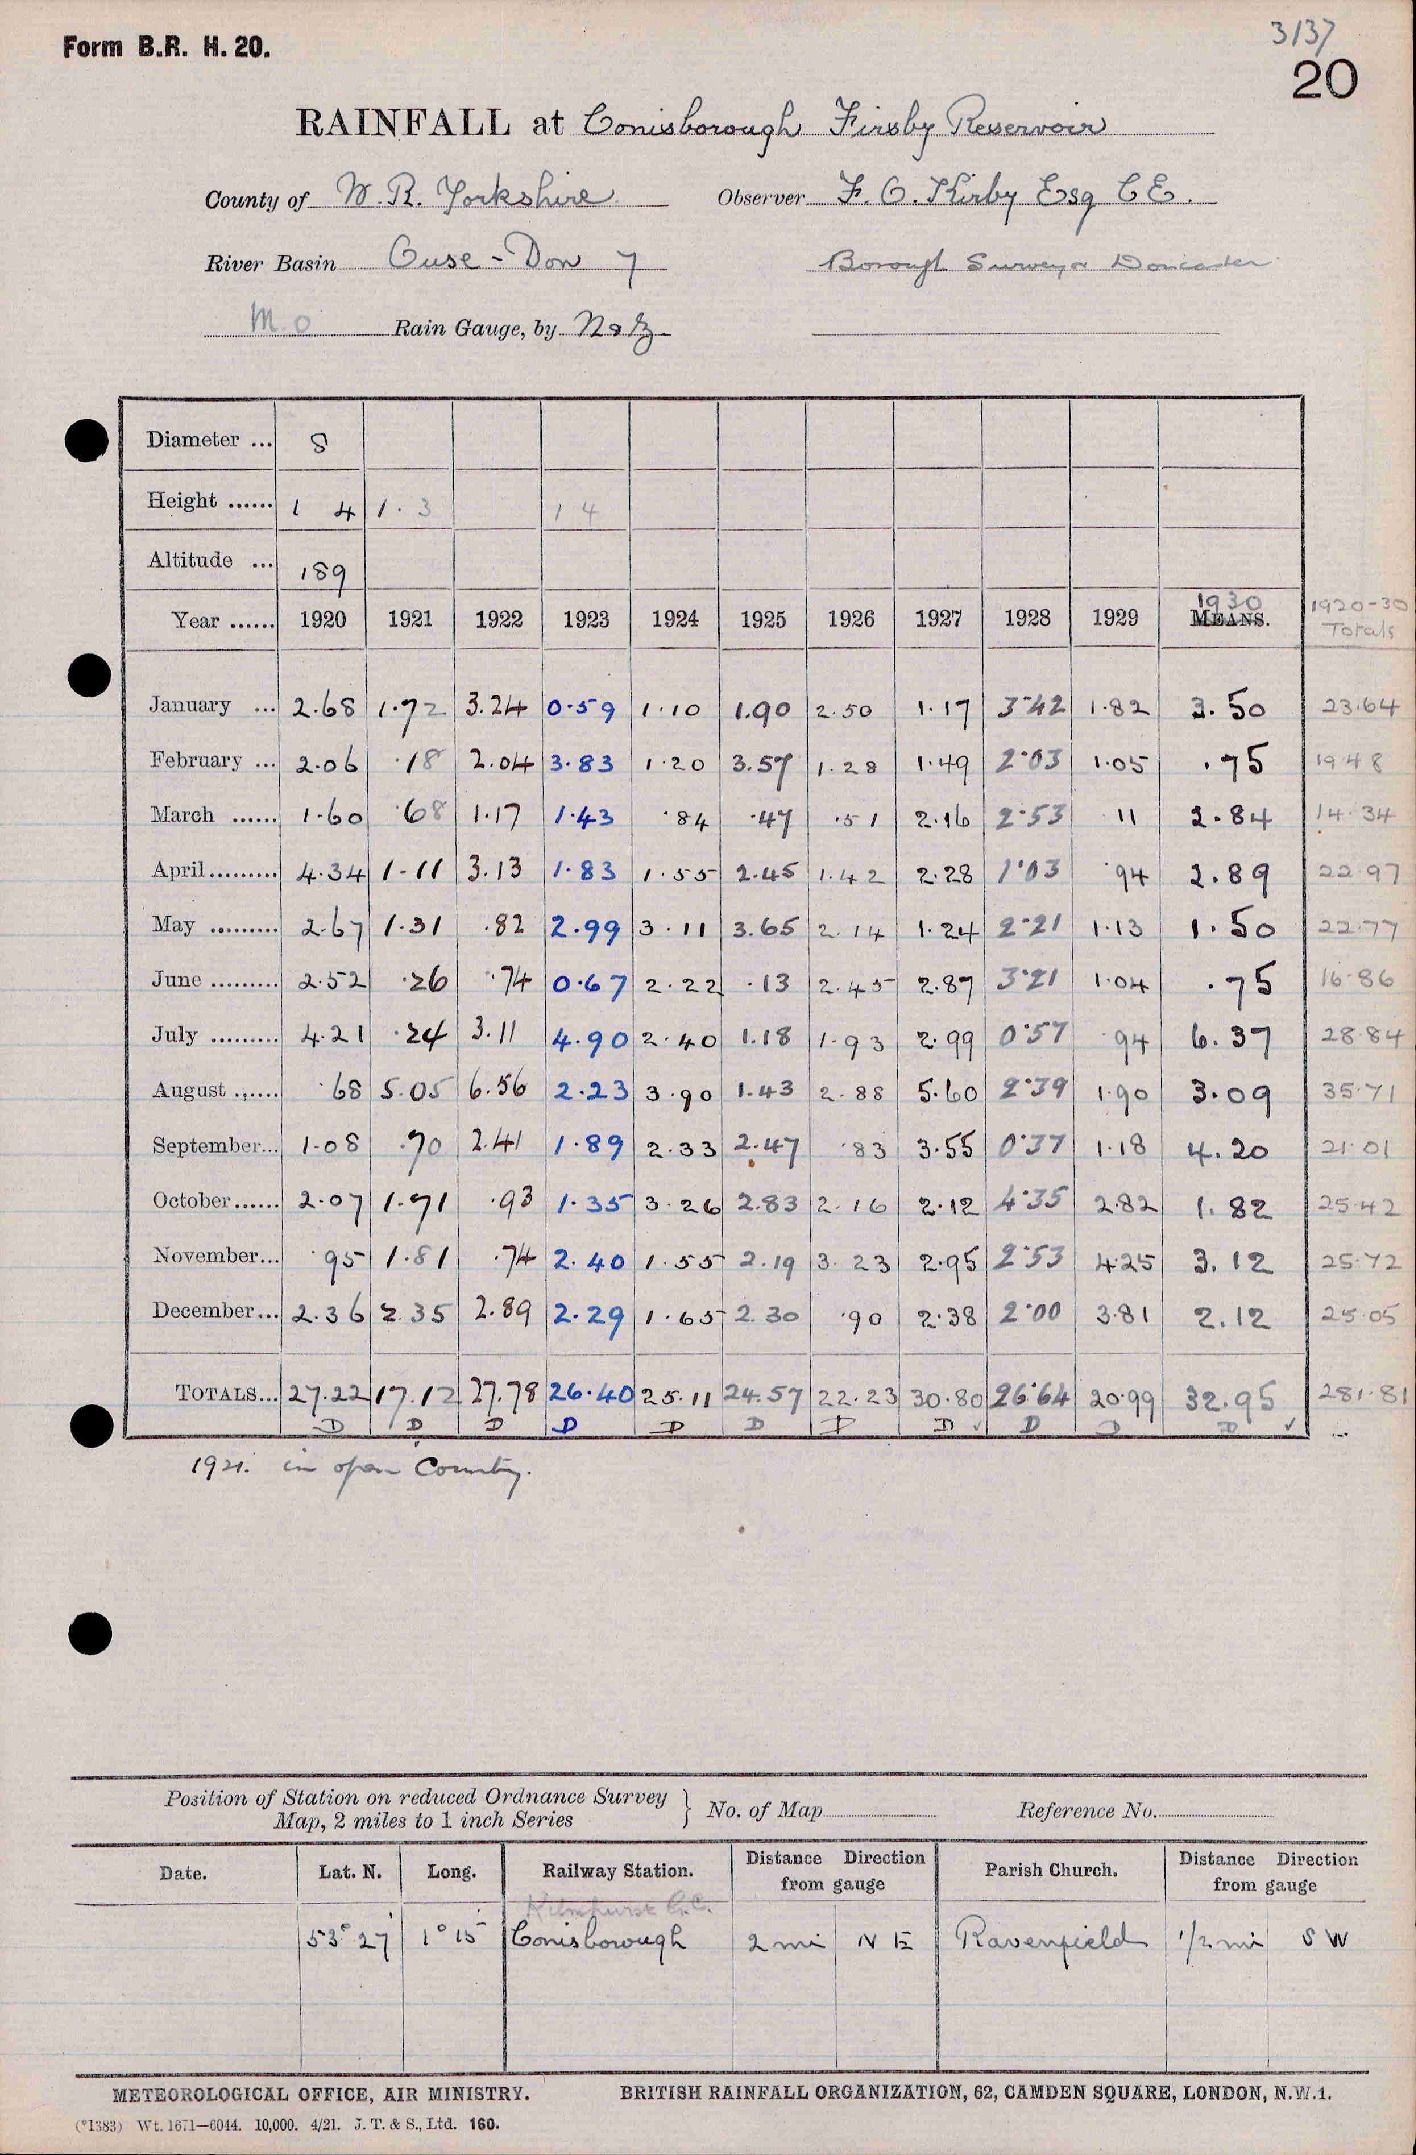 3137
Form B.R. H. 20.
20
RAINFALL at Conisborough Firsby Reservoir
County of W. R. Yorkshire Observer F. O. Kirby Esq C E.
River Basin Ouse - Don 7 Borough Surveyor Doncaster
M.O Rain Gauge, by N & Z
Diameter ... 8
Height ...... 1 4 1. 3 1 4
Altitude ... 189
Year ...... 1920 1921 1922 1923 1924 1925 1926 1927 1928 1929 MEANS. 1930 1920-30 Totals
January ... 2.68 1.72 3.24 0.59 1.10 1.90 2.50 1.17 3.42 1.82 3.50 23.64
February ... 2.06 .18 2.04 3.83 1.20 3.57 1.28 1.49 2.03 1.05 .75 19.48
March ...... 1.60 .68 1.17 1.43 .84 .47 .51 2.16 2.53 11 2.84 14.34
April......... 4.34 1.11 3.13 1.83 1.55 2.45 1.42 2.28 1.03 .94 2.89 22.97
May ......... 2.67 1.31 .82 2.99 3.11 3.65 2.14 1.24 2.21 1.13 1.50 22.77
June ......... 2.52 .26 .74 0.67 2.22 .13 2.45 2.87 3.21 1.04 .75 16.86
July ......... 4.21 .24 3.11 4.90 2.40 1.18 1.93 2.99 0.57 .94 6.37 28.84
August ...... .68 5.05 6.56 2.23 3.90 1.43 2.88 5.60 2.39 1.90 3.09 35.71
September... 1.08 .70 2.41 1.89 2.33 2.47 .83 3.55 0.37 1.18 4.20 21.01
October...... 2.07 1.71 .93 1.35 3.26 2.83 2.16 2.12 4.35 2.82 1.82 25.42
November... .95 1.81 .74 2.40 1.55 2.19 3.23 2.95 2.53 4.25 3.12 25.72
December... 2.36 2.35 2.89 2.29 1.65 2.30 .90 2.38 2.00 3.81 2.12 25.05
TOTALS... 27.22 17.12 27.78 26.40 25.11 24.57 22.23 30.80 26.64 20.99 32.95 281.81
D D D D D D D D ✓ D D D ✓
1921. in open County.
Position of Station on reduced Ordnance Survey
Map, 2 miles to 1 inch Series } No. of Map Reference No.
Date. Lat. N. Long. Railway Station. Distance Direction from gauge Parish Church. Distance Direction from gauge
Kilnhurst G.C.
53° 27' 1° 15' Conisborough 2 mi N E Ravenfield 1/2 mi S W
METEOROLOGICAL OFFICE, AIR MINISTRY. BRITISH RAINFALL ORGANIZATION, 62, CAMDEN SQUARE, LONDON, N.W.1.
(*1383) Wt. 1671—6044. 10,000. 4/21. J. T. & S., Ltd. 160.